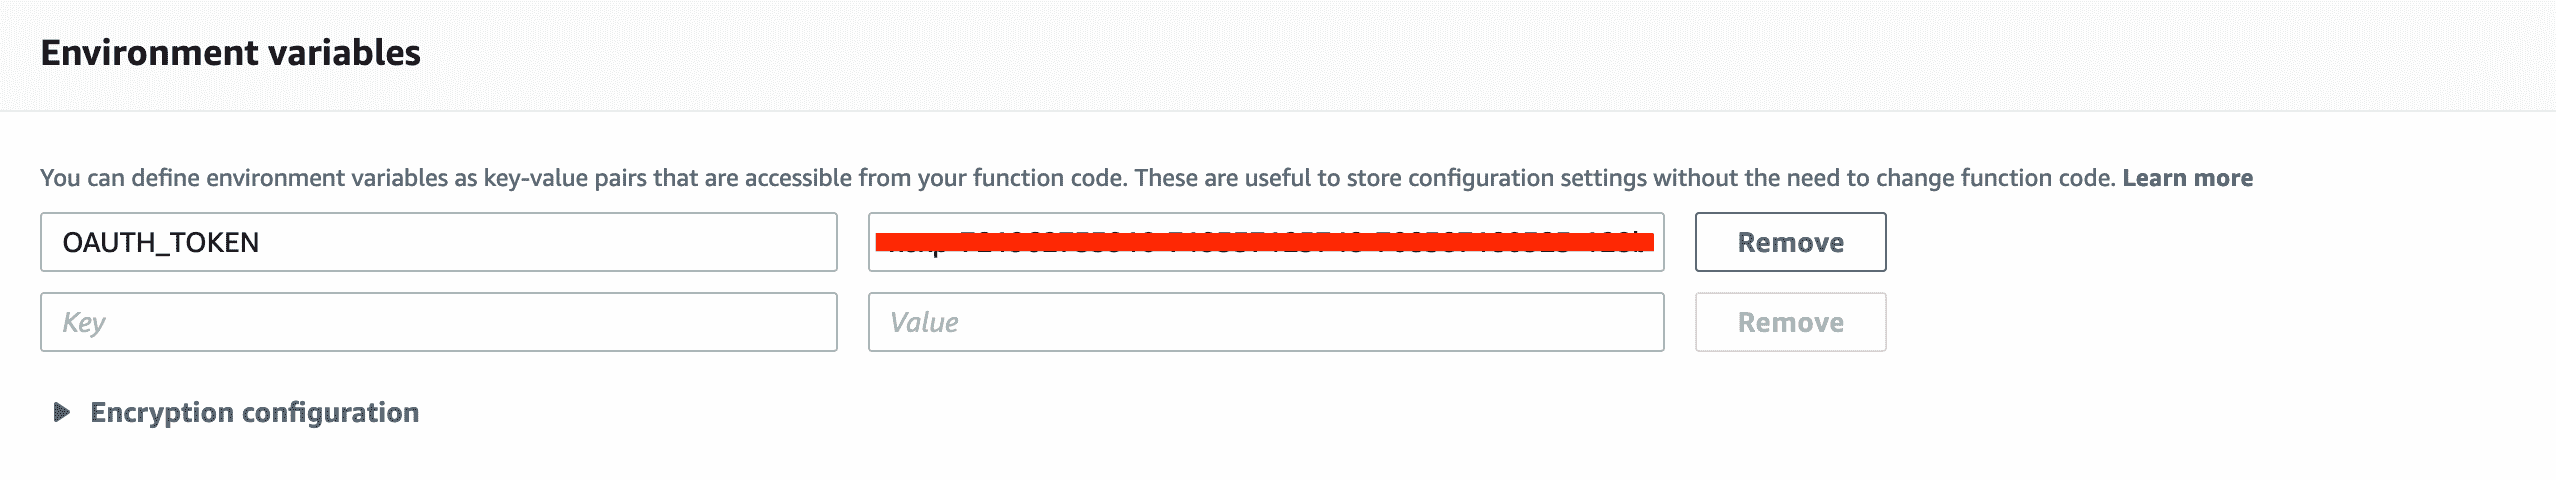 Environment variables
You can define environment variables as key-value pairs that are accessible from your function code. These are useful to store configuration settings without the need to change function code. Learn more
OAUTH_TOKEN Remove
Key Value Remove
Encryption configuration